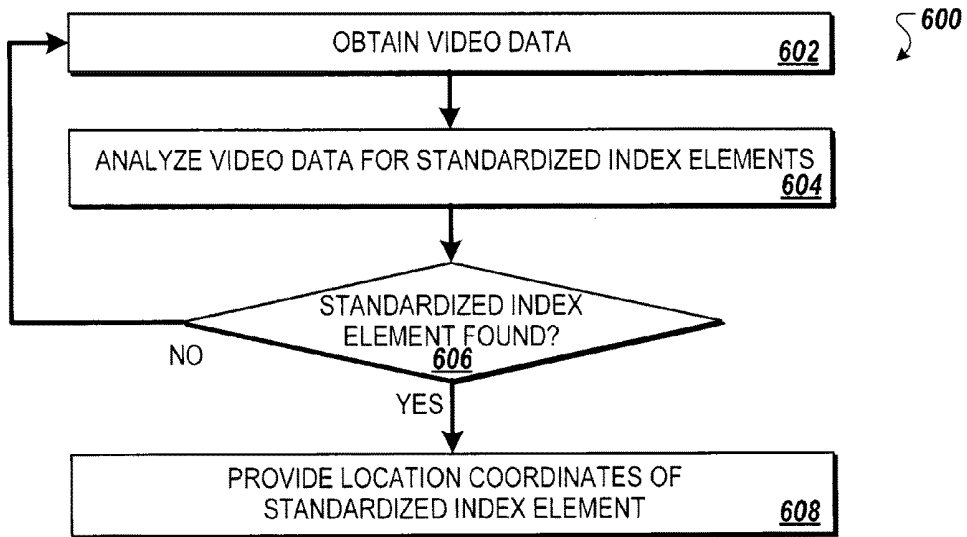 600
OBTAIN VIDEO DATA
602
ANALYZE VIDEO DATA FOR STANDARDIZED INDEX ELEMENTS
604
STANDARDIZED INDEX
ELEMENT FOUND?
606
NO
YES
PROVIDE LOCATION COORDINATES OF
STANDARDIZED INDEX ELEMENT
608